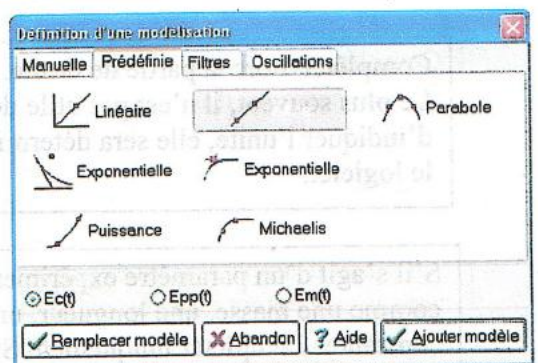 Définition d'une modélisation
Manuelle Prédéfinie Filtres Oscillations
Linéaire Parabole
Exponentielle Exponentielle
Puissance Michaelis
Ec(t) Epp(t) Em(t)
Remplacer modèle Abandon Aide Ajouter modèle